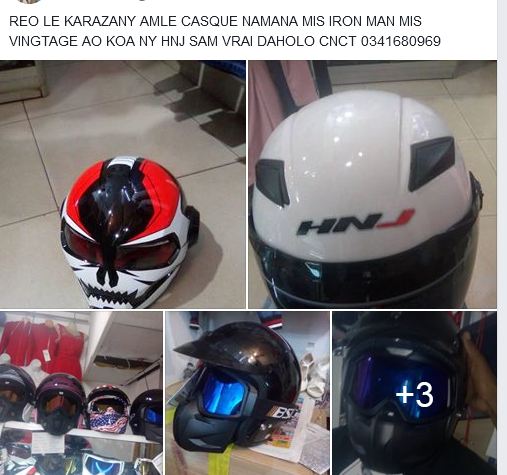 REO LE KARAZANY AMLE CASQUE NAMANA MIS IRON MAN MIS
VINGTAGE AO KOA NY HNJ SAM VRAI DAHOLO CNCT 0341680969
HNJ
+3